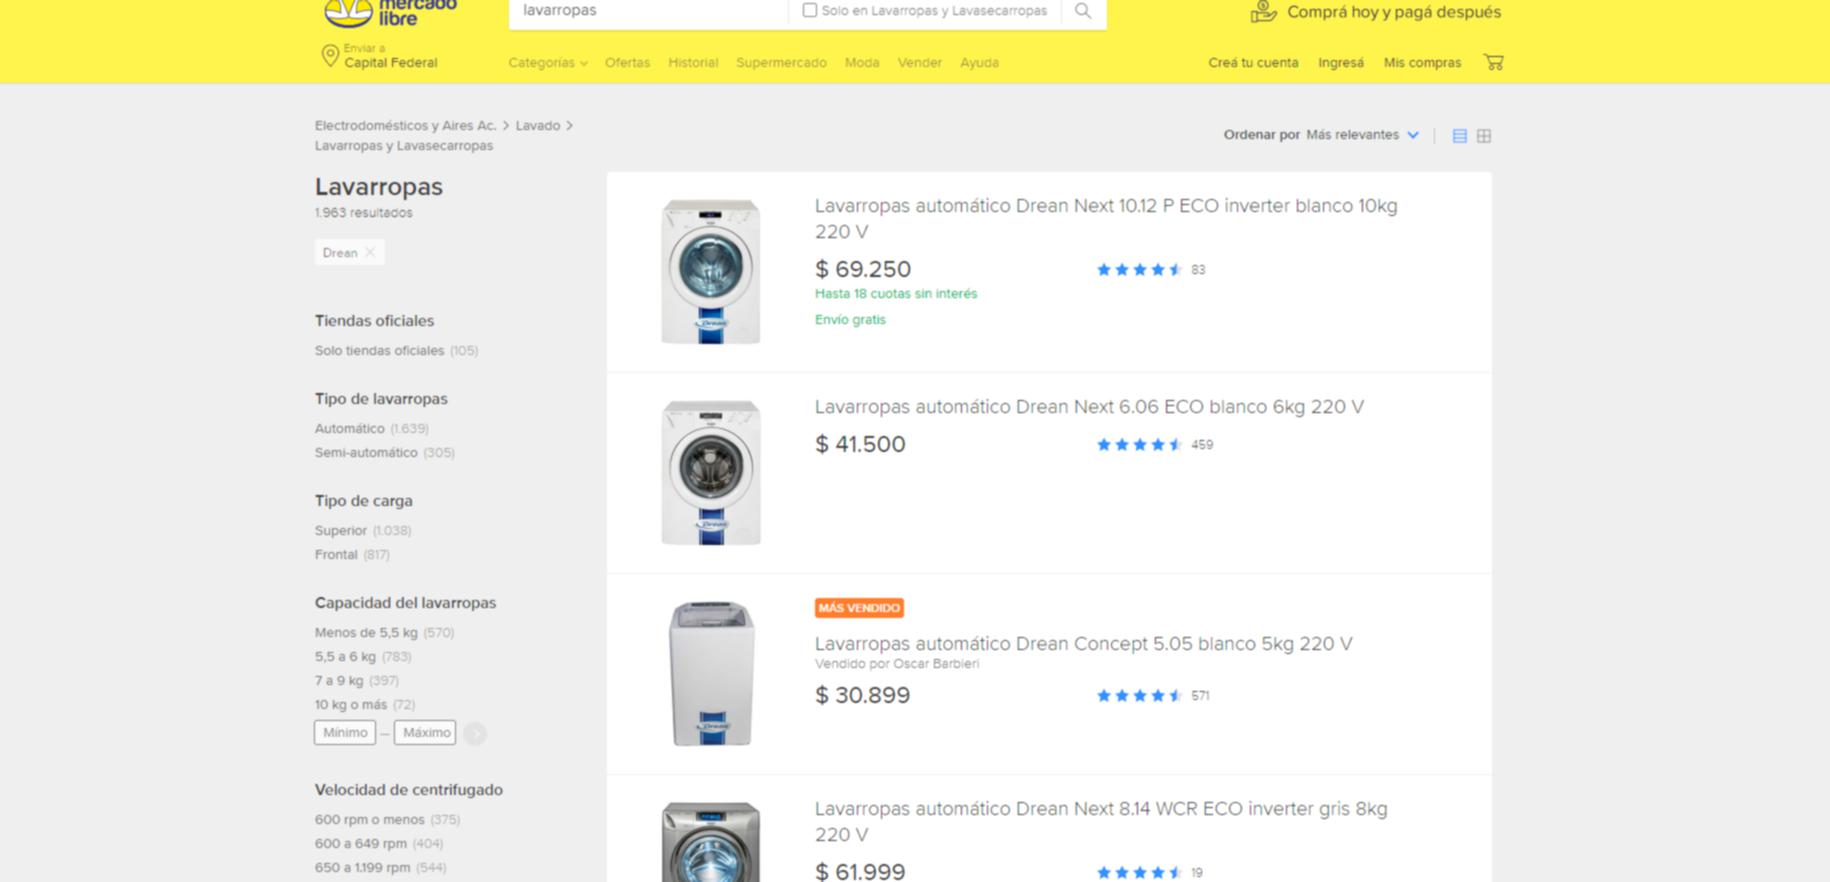 mercado
libre
lavarropas
Solo en Lavarropas y Lavasecarropas
Comprá hoy y pagá después
Enviar a
Capital Federal
Categorías Ofertas Historial Supermercado Moda Vender Ayuda
Creá tu cuenta Ingresá Mis compras
Electrodomésticos y Aires Ac. > Lavado >
Lavarropas y Lavasecarropas
Ordenar por Más relevantes
Lavarropas
1.963 resultados
Drean
Tiendas oficiales
Solo tiendas oficiales (105)
Tipo de lavarropas
Automático (1.639)
Semi-automático (305)
Tipo de carga
Superior (1.038)
Frontal (817)
Capacidad del lavarropas
Menos de 5,5 kg (570)
5,5 a 6 kg (783)
7 a 9 kg (397)
10 kg o más (72)
Mínimo – Máximo
Velocidad de centrifugado
600 rpm o menos (375)
600 a 649 rpm (404)
650 a 1.199 rpm (544)
Lavarropas automático Drean Next 10.12 P ECO inverter blanco 10kg
220 V
$ 69.250
83
Hasta 18 cuotas sin interés
Envío gratis
Drean
Lavarropas automático Drean Next 6.06 ECO blanco 6kg 220 V
$ 41.500
459
Drean
MÁS VENDIDO
Lavarropas automático Drean Concept 5.05 blanco 5kg 220 V
Vendido por Oscar Barbieri
$ 30.899
571
Drean
Lavarropas automático Drean Next 8.14 WCR ECO inverter gris 8kg
220 V
$ 61.999
19